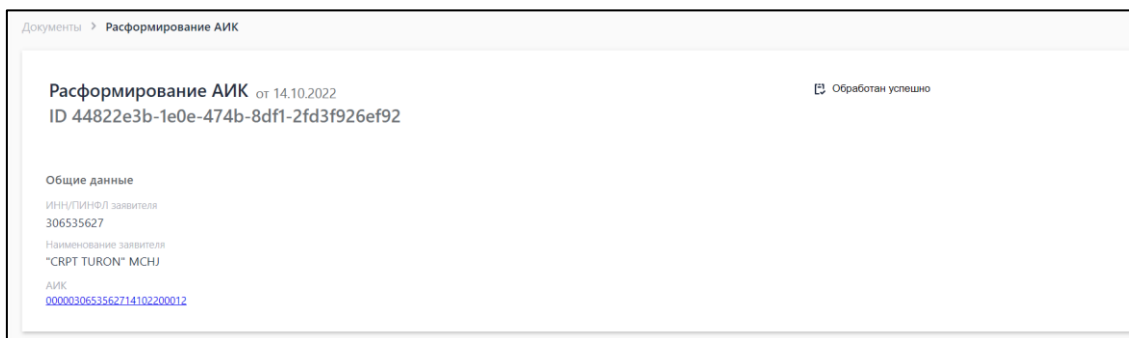 Документы > Расформирование АИК
Расформирование АИК от 14.10.2022
Обработан успешно
ID 44822e3b-1e0e-474b-8df1-2fd3f926ef92
Общие данные
ИНН/ПИНФЛ заявителя
306535627
Наименование заявителя
"CRPT TURON" MCHJ
АИК
0000030653562714102200012